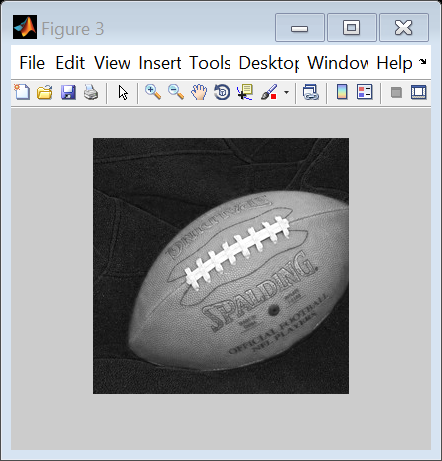 Figure 3
File Edit View Insert Tools Desktop Window Help
SPALDING
OFFICIAL FOOTBALL
NFL PLAYERS